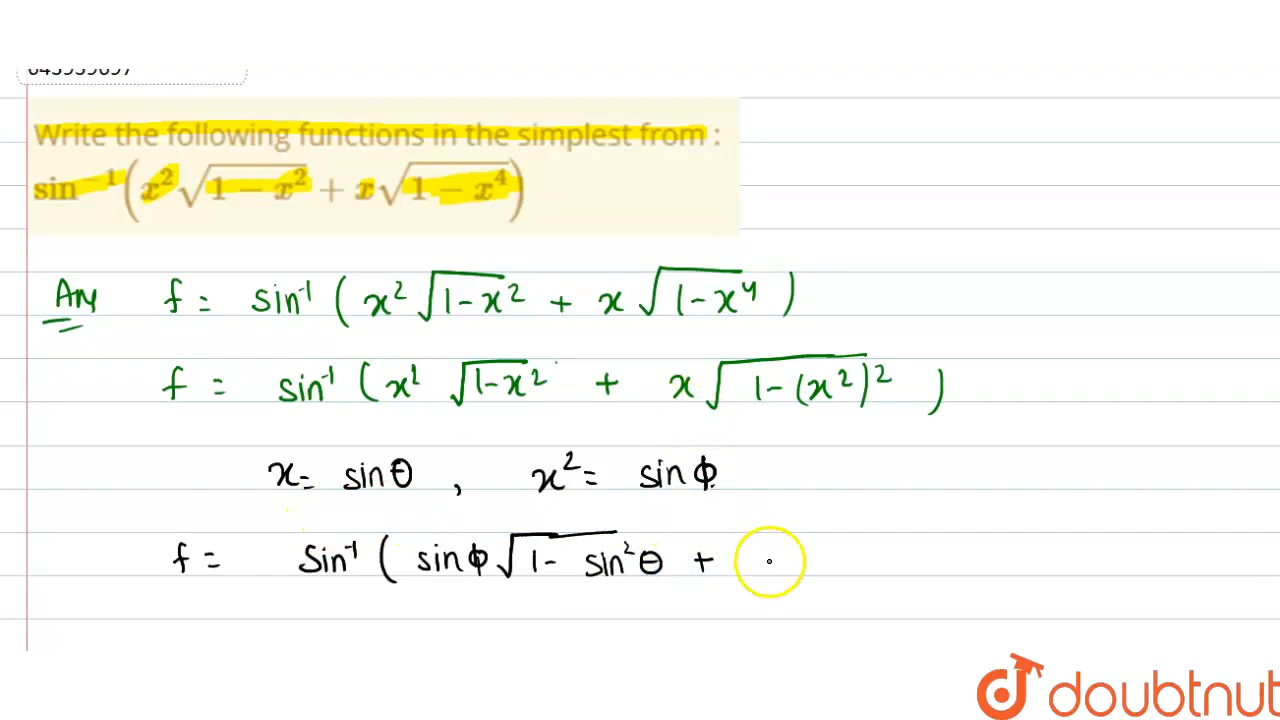 643939697
Write the following functions in the simplest from :
sin⁻¹(x²√(1 − x²) + x√(1 − x⁴))
Ans f = sin⁻¹ ( x² √(1-x²) + x √(1-x⁴) )
f = sin⁻¹ ( x² √(1-x²) + x √(1-(x²)²) )
x = sinθ , x² = sinϕ
f = Sin⁻¹ ( sinϕ √(1- sin²θ) +
doubtnut